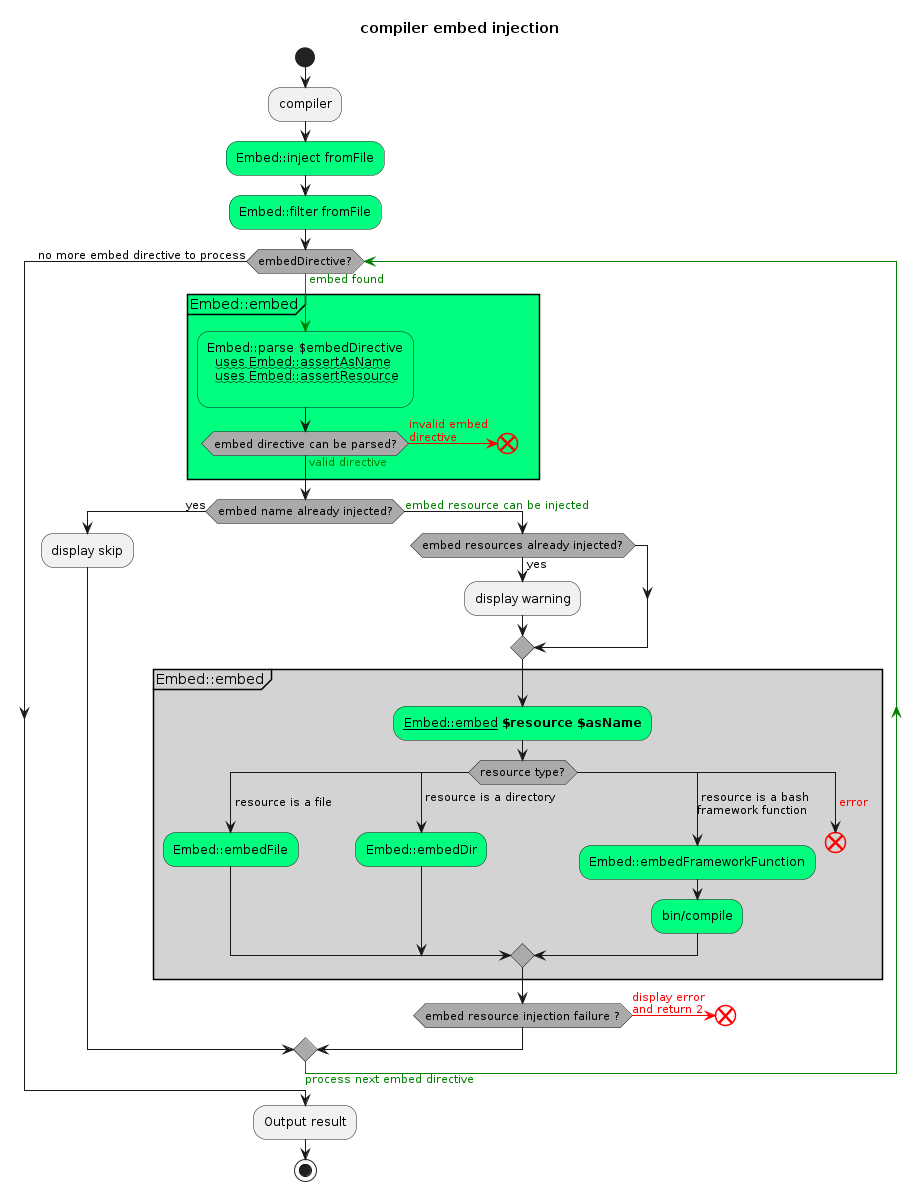 compiler embed injection
compiler
Embed::inject fromFile
Embed::filter fromFile
no more embed directive to process
embedDirective?
embed found
Embed::embed
Embed::parse $embedDirective
uses Embed::assertAsName
uses Embed::assertResource
embed directive can be parsed?
invalid embed
directive
valid directive
yes
embed name already injected?
embed resource can be injected
display skip
embed resources already injected?
yes
display warning
Embed::embed
Embed::embed $resource $asName
resource type?
resource is a file
resource is a directory
resource is a bash
framework function
error
Embed::embedFile
Embed::embedDir
Embed::embedFrameworkFunction
bin/compile
embed resource injection failure ?
display error
and return 2
process next embed directive
Output result